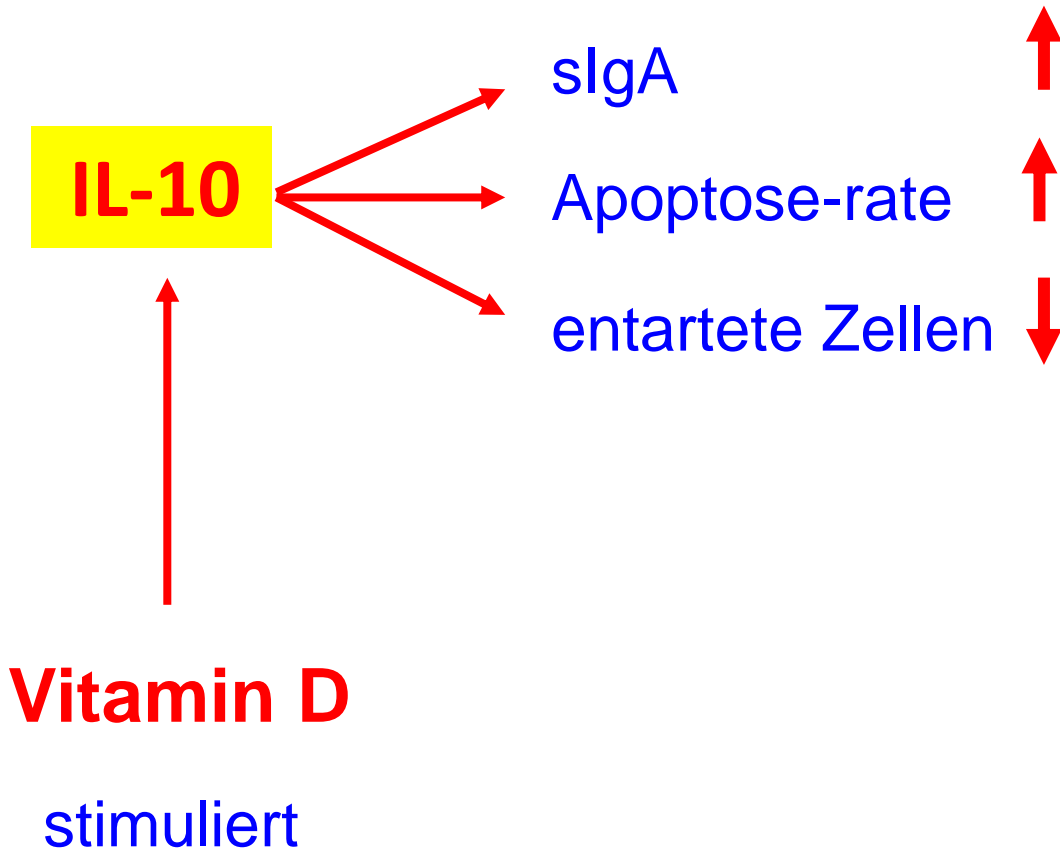 sIgA
IL-10
Apoptose-rate
entartete Zellen
Vitamin D
stimuliert